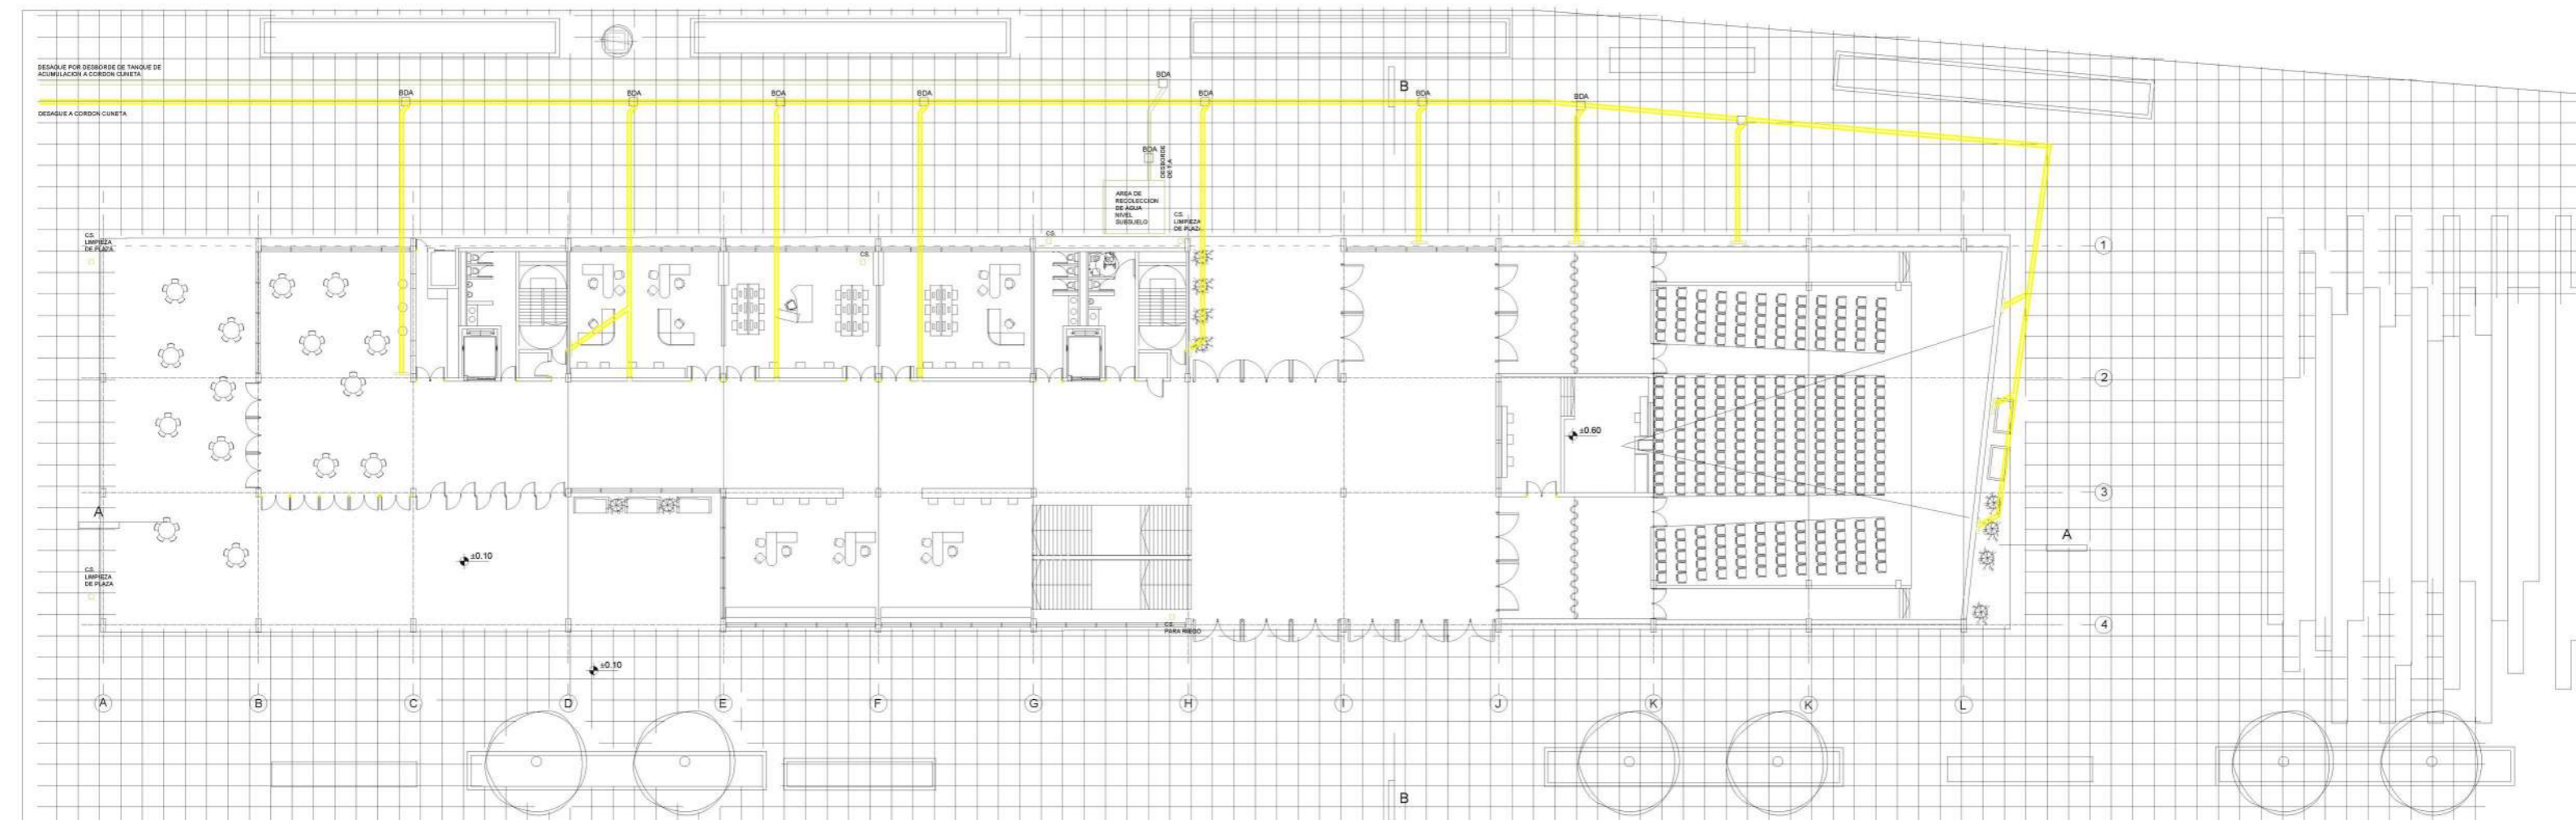 DESAGUE POR DESBORDE DE TANQUE DE
ACUMULACION A CORDON CUNETA
BDA
B
BDA
BDA
BDA
BDA
BDA
BDA
BDA
DESAGUE A CORDON CUNETA
BDA
DESBORDE
DE T.A
AREA DE
RECOLECCION
DE AGUA
NIVEL
SUBSUELO
C.S.
LIMPIEZA
DE PLAZA
C.S.
LIMPIEZA
DE PLAZA
C.S.
C.S.
1
2
±0.60
3
A
A
±0.10
C.S.
LIMPIEZA
DE PLAZA
C.S.
PARA RIEGO
4
±0.10
A
B
C
D
E
F
G
H
I
J
K
K
L
B